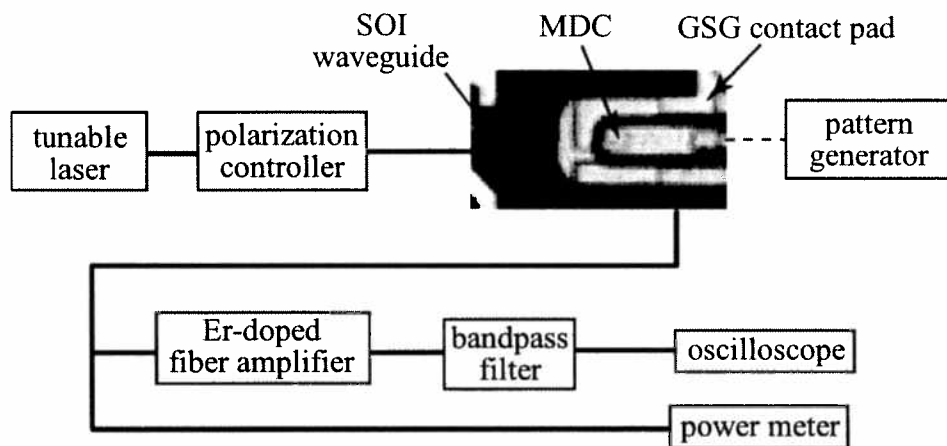 SOI
waveguide
MDC
GSG contact pad
tunable
laser
polarization
controller
pattern
generator
Er-doped
fiber amplifier
bandpass
filter
oscilloscope
power meter